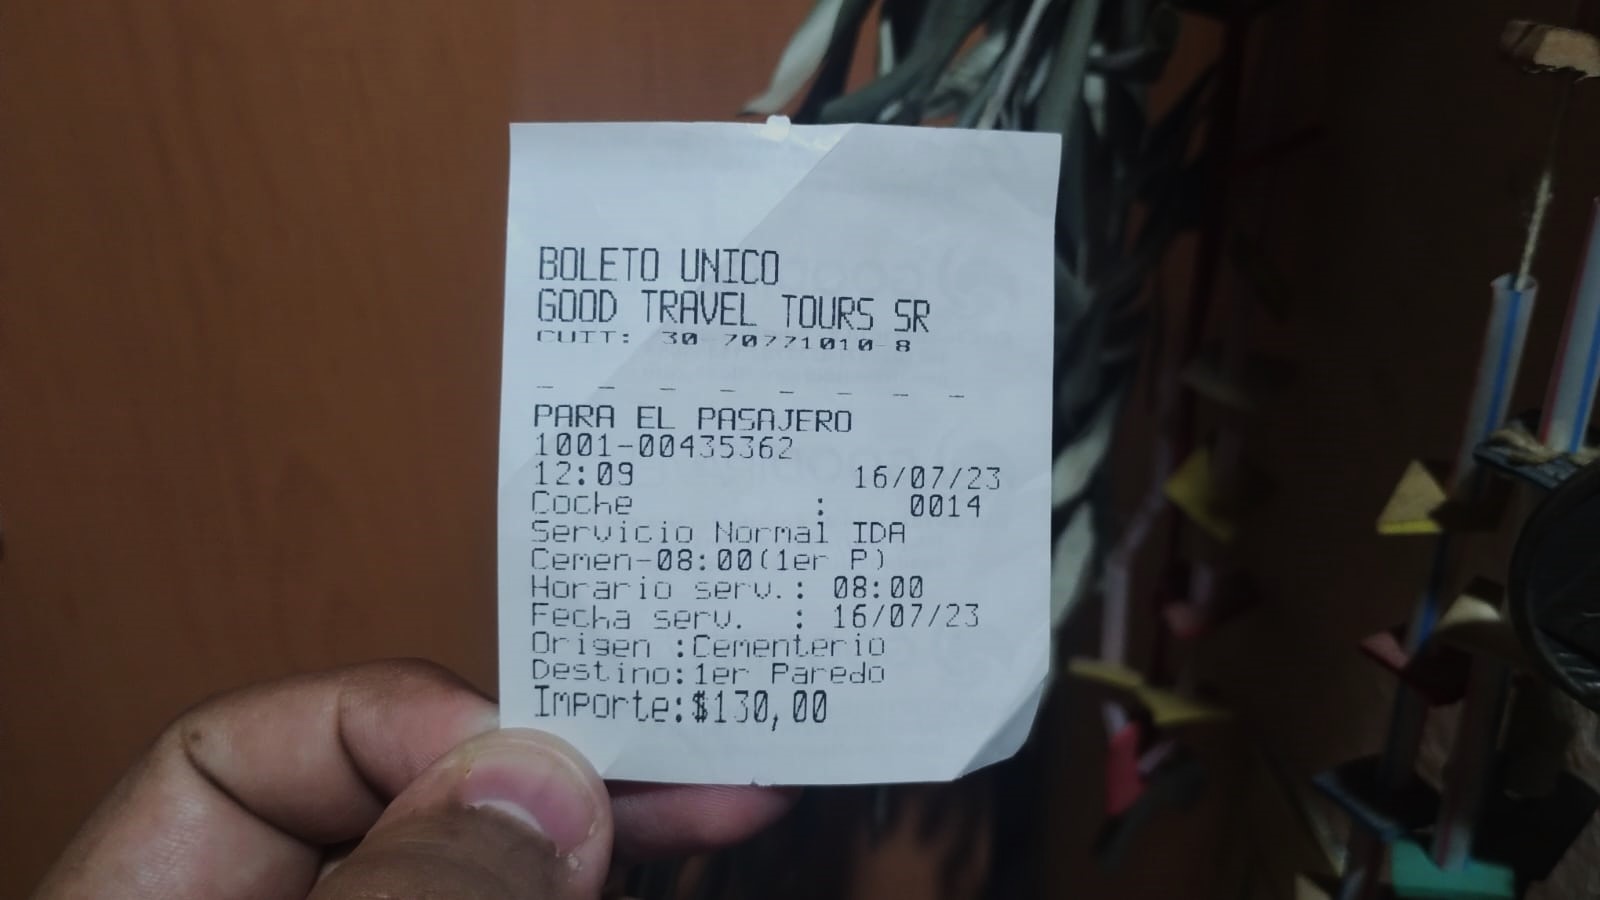 BOLETO UNICO
GOOD TRAVEL TOURS SR
CUIT: 30-70771010-8
- - - - - - - -
PARA EL PASAJERO
1001-00435362
12:09 16/07/23
Coche : 0014
Servicio Normal IDA
Cemen-08:00(1er P)
Horario serv.: 08:00
Fecha serv. : 16/07/23
Origen :Cementerio
Destino:1er Paredo
Importe:$130,00